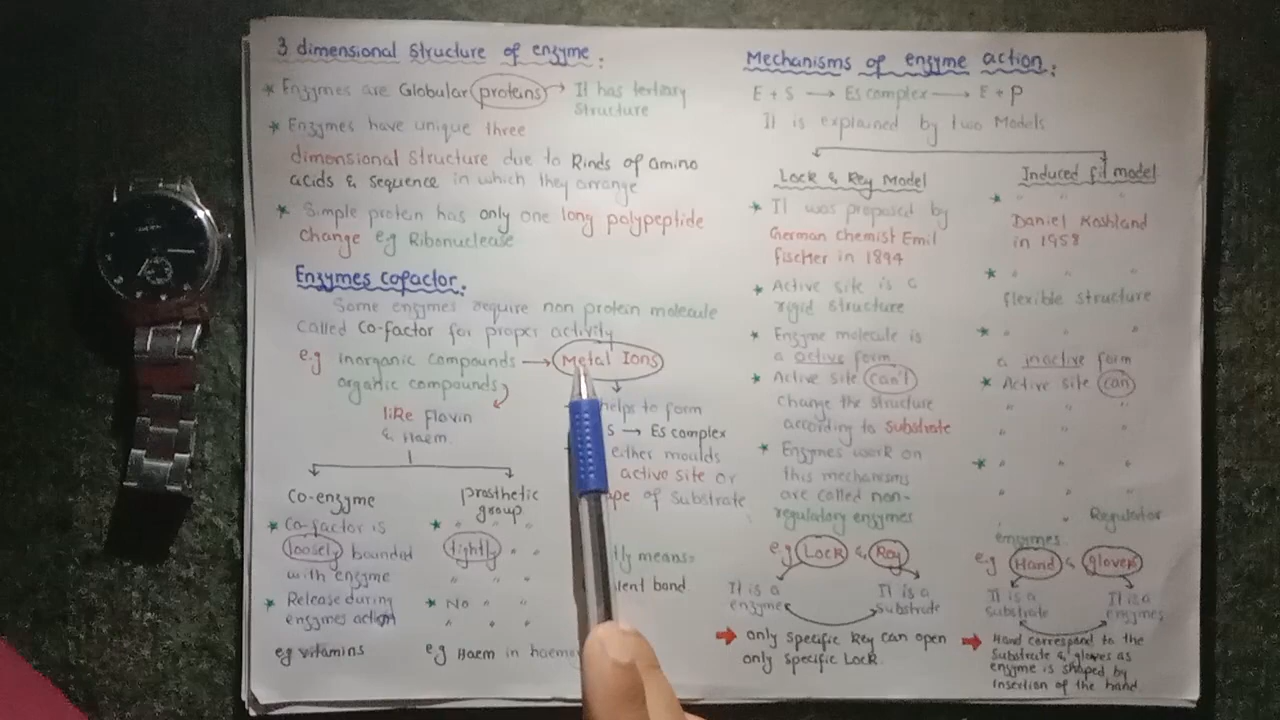 3 dimensional structure of enzyme:
* Enzymes are Globular proteins → It has tertiary
structure
* Enzymes have unique three
dimensional structure due to kinds of amino
acids & sequence in which they arrange
* Simple protein has only one long polypeptide
change eg Ribonuclease
Enzymes cofactor:
Some enzymes require non protein molecule
called co-factor for proper activity
e.g inorganic compounds → Metal Ions
organic compounds
like Flavin
& Haem
helps to form
S → Es complex
either moulds
active site or
of substrate
Co-enzyme
* Co-factor is
loosely bounded
with enzyme
* Release during
enzymes action
eg vitamins
prosthetic
group
* " " "
tightly " "
" "
* No " "
" "
eg Haem in
means=
bond
Mechanisms of enzyme action:
E + S → Es complex → E + P
It is explained by two Models
Lock & Key Model
* It was proposed by
German chemist Emil
fischer in 1894
* Active site is a
rigid structure
* Enzyme molecule is
a active form
* Active site can't
change the structure
according to substrate
* Enzymes work on
this mechanisms
are called non-
regulatory enzymes
e.g Lock & Key
It is a
enzyme
It is a
substrate
➡ only specific key can open
only specific Lock.
Induced fit model
* " "
Daniel Koshland
in 1958
* " " "
flexible structure
* " " "
a inactive form
* Active site can
" " "
" " "
* " " "
" " "
" Regulator
enzymes
e.g Hand & glovers
It is a
substrate
It is a
enzymes
➡ Hand correspond to the
substrate & gloves as
enzyme is shaped by
insertion of the hand